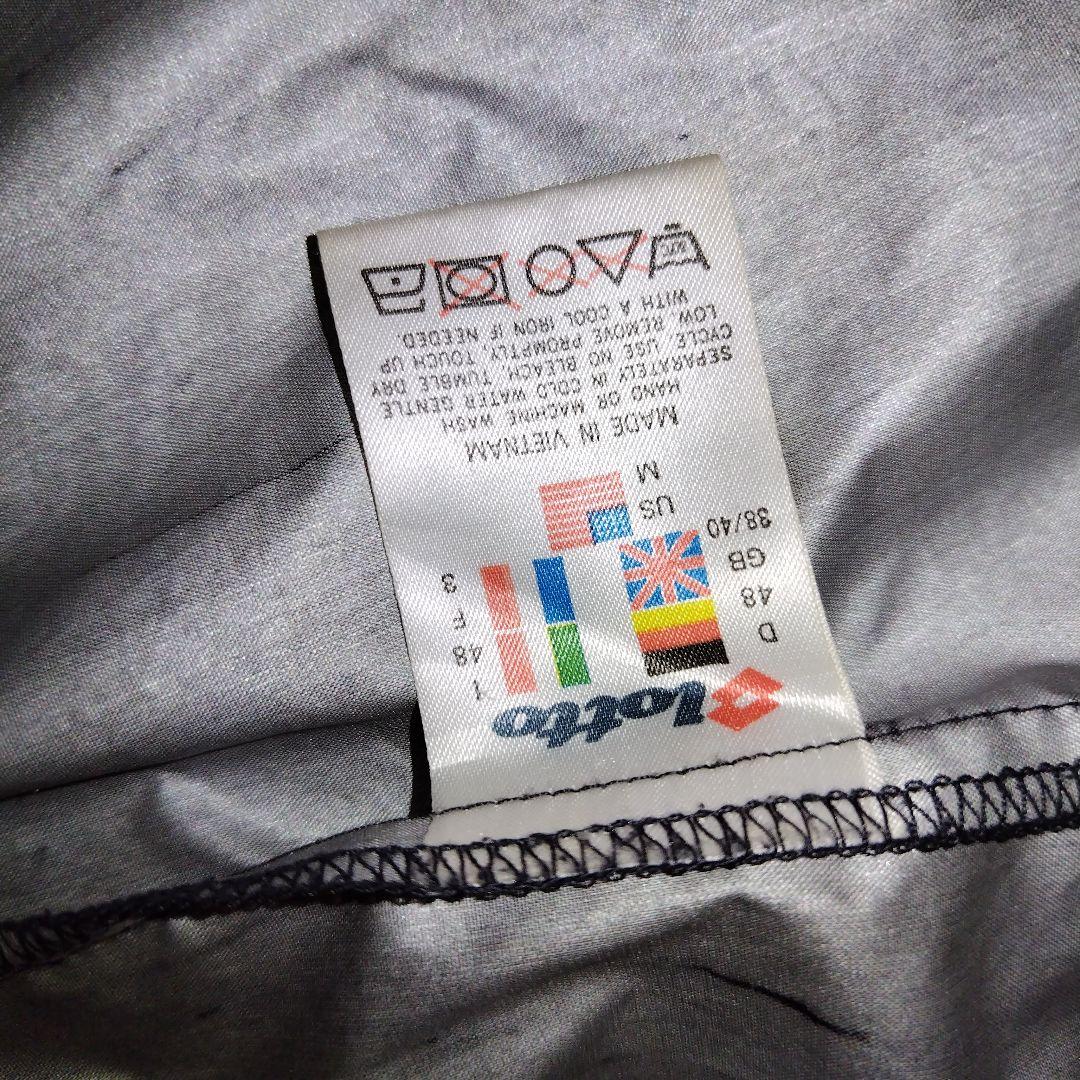 lotto
D
48
GB
38/40
US
M
I
48
F
3
MADE IN VIETNAM
HAND OR MACHINE WASH
SEPARATELY IN COLD WATER GENTLE
CYCLE USE NO BLEACH, TUMBLE DRY
LOW. REMOVE PROMPTLY, TOUCH UP
WITH A COOL IRON IF NEEDED.